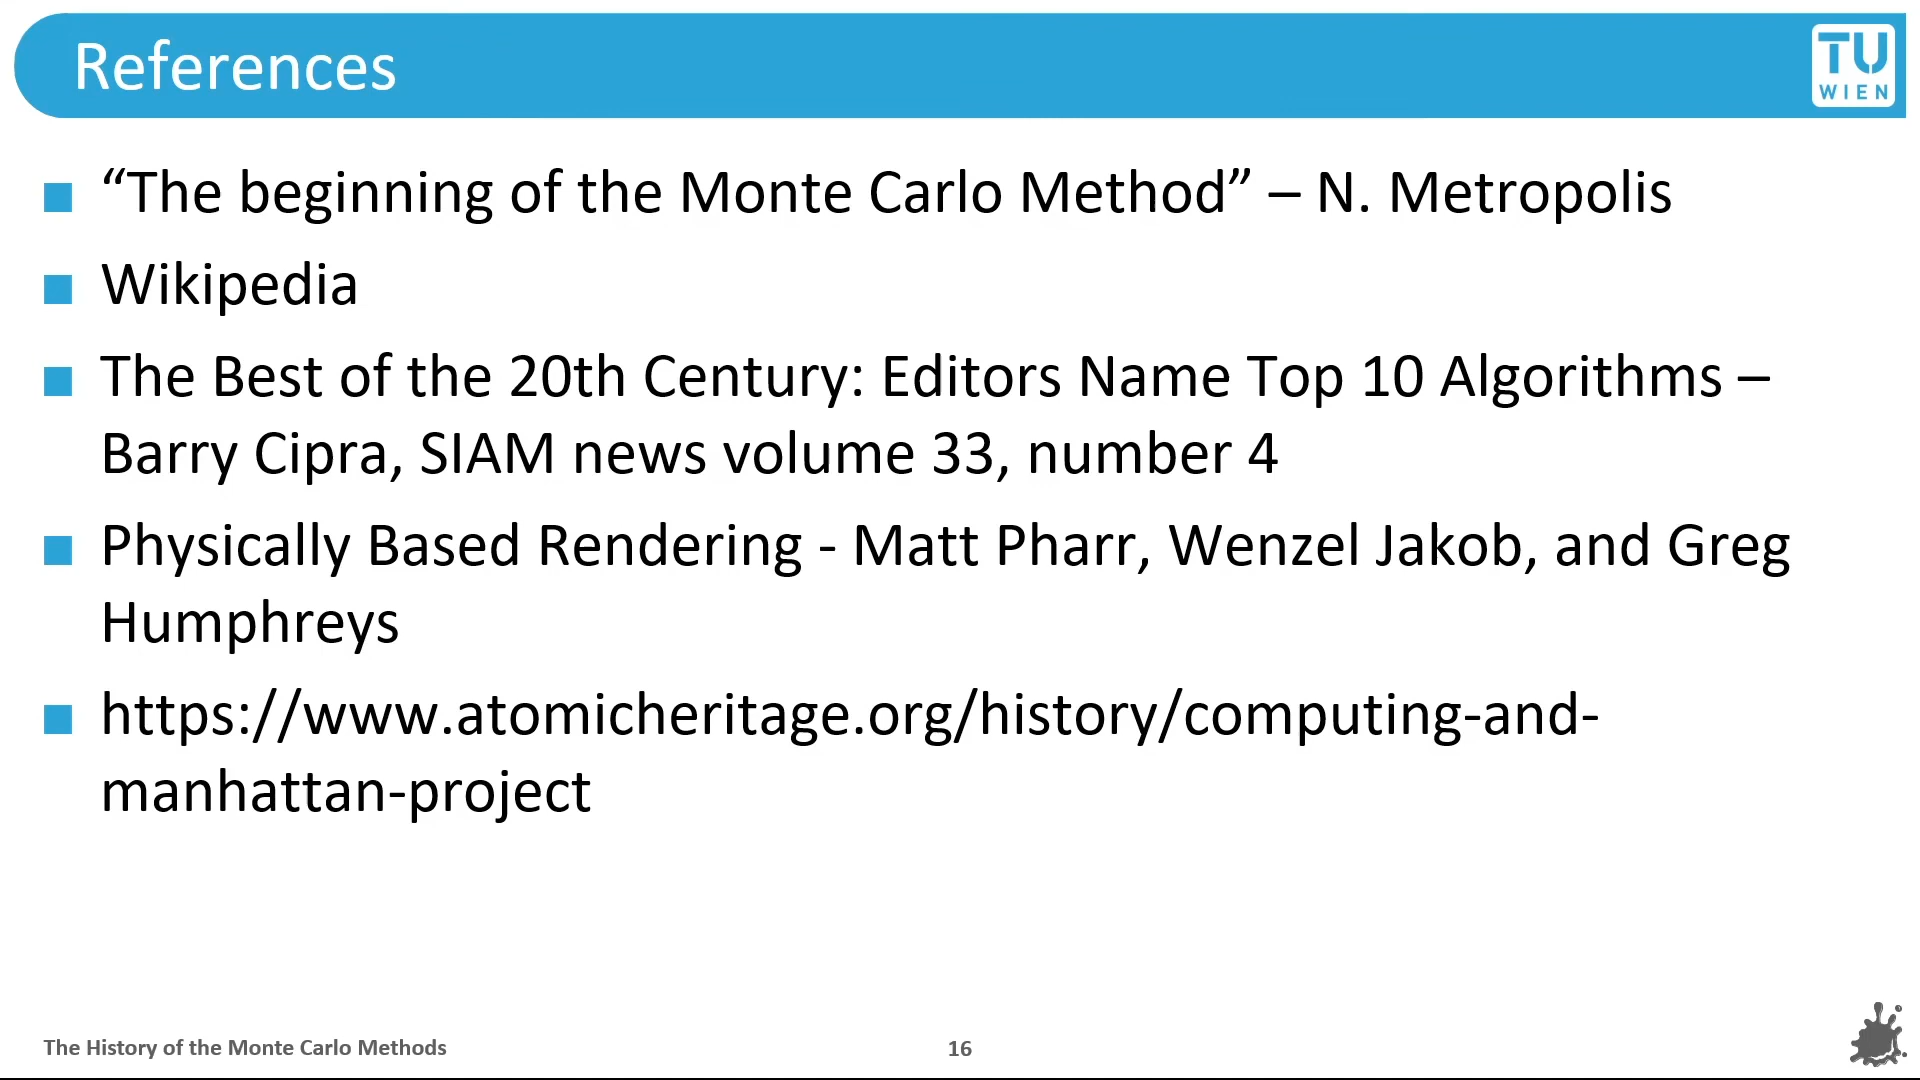 References
TU
WIEN
“The beginning of the Monte Carlo Method” – N. Metropolis
Wikipedia
The Best of the 20th Century: Editors Name Top 10 Algorithms –
Barry Cipra, SIAM news volume 33, number 4
Physically Based Rendering - Matt Pharr, Wenzel Jakob, and Greg
Humphreys
https://www.atomicheritage.org/history/computing-and-
manhattan-project
The History of the Monte Carlo Methods
16